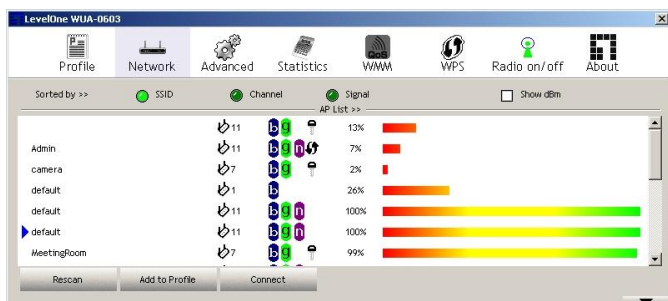 LevelOne WUA-0603
Profile Network Advanced Statistics WMM WPS Radio on/off About
QoS
Sorted by >> SSID Channel Signal Show dBm
AP List >>
11 b g 13%
Admin 11 b g n 7%
camera 7 b g 2%
default 1 b 26%
default 11 b g n 100%
default 11 b g n 100%
MeetingRoom 7 b g 99%
Rescan Add to Profile Connect